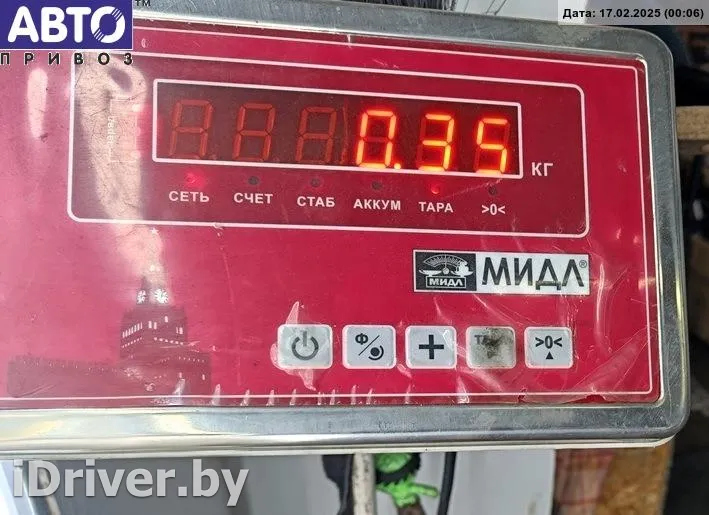 АВТО™
ПРИВОЗ
Дата: 17.02.2025 (00:06)
0.35 КГ
СЕТЬ СЧЕТ СТАБ АККУМ ТАРА >0<
МИДЛ МИДЛ®
Ф + >0<
iDriver.by